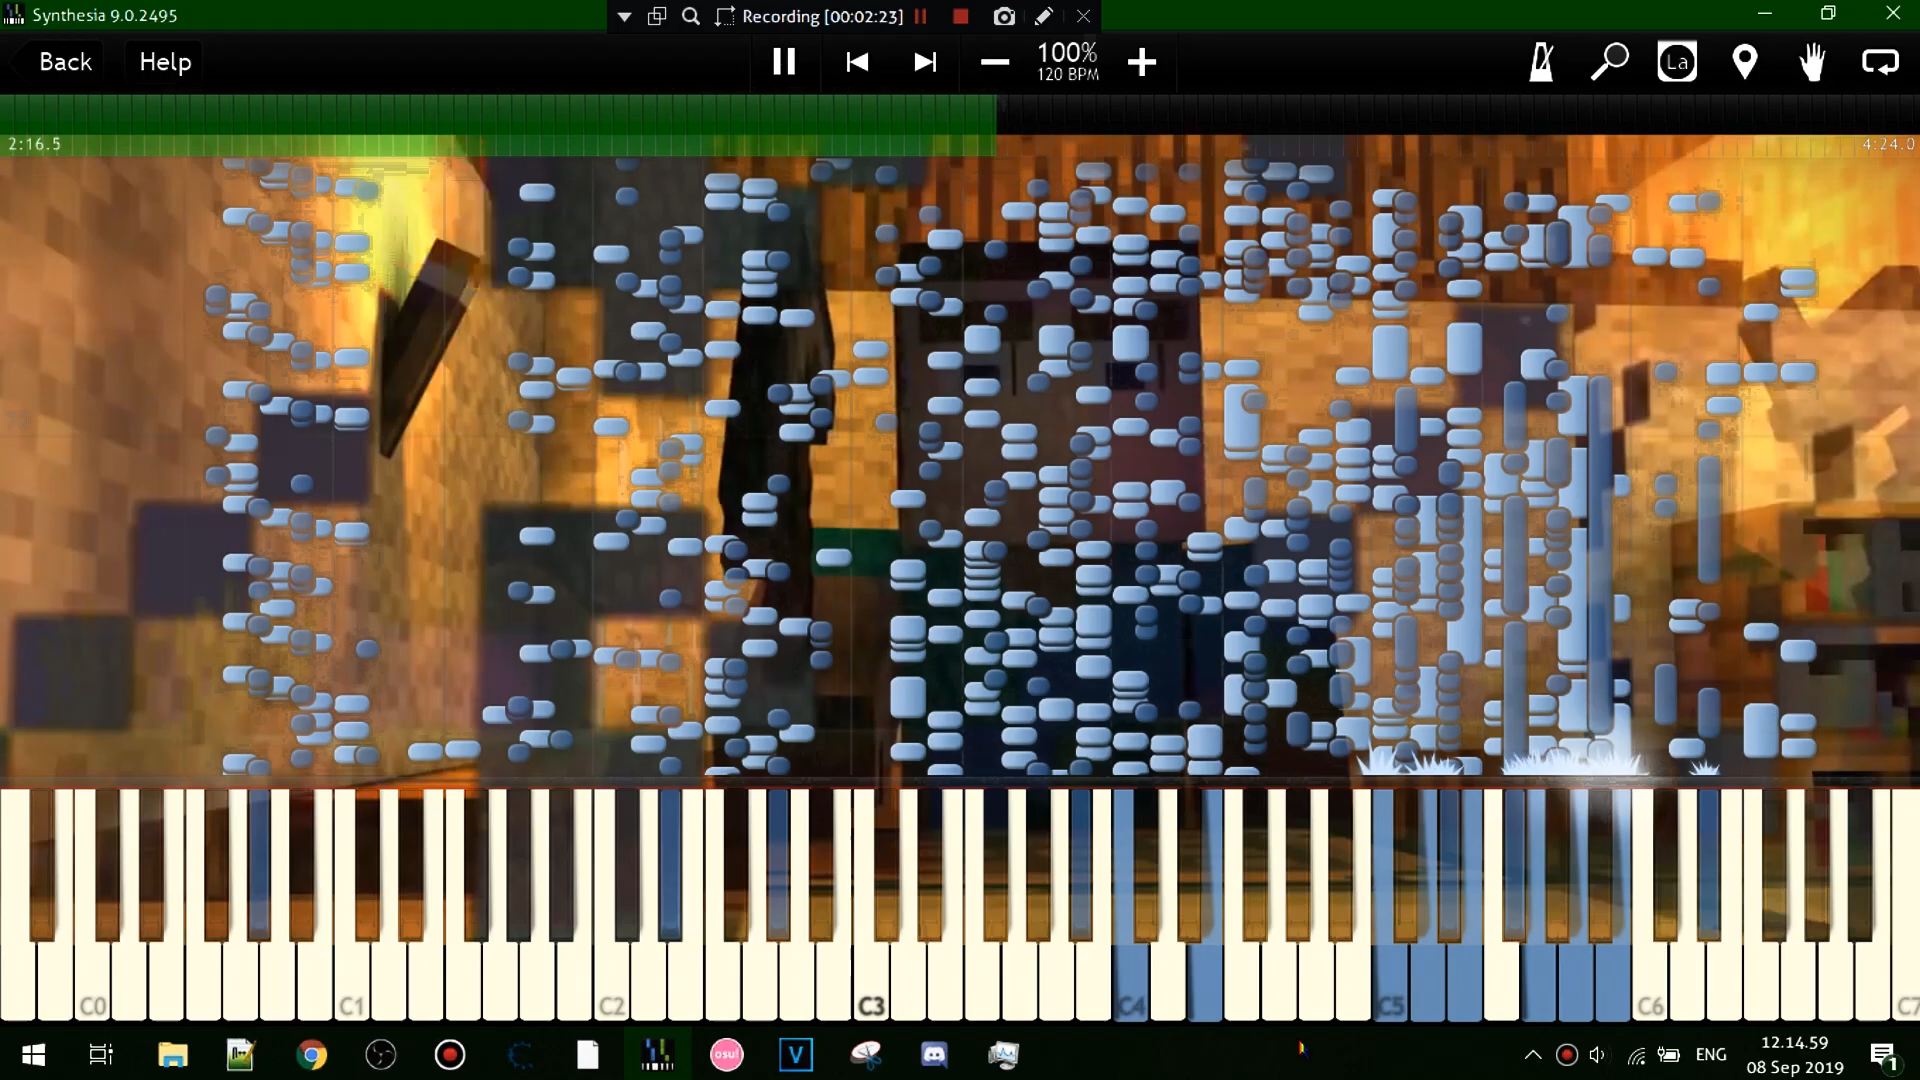 Synthesia 9.0.2495
Recording [00:02:23]
Back
Help
100%
120 BPM
La
2:16.5
4:24.0
C0
C1
C2
C3
C4
C5
C6
C7
osu!
V
ENG
12.14.59
08 Sep 2019
1